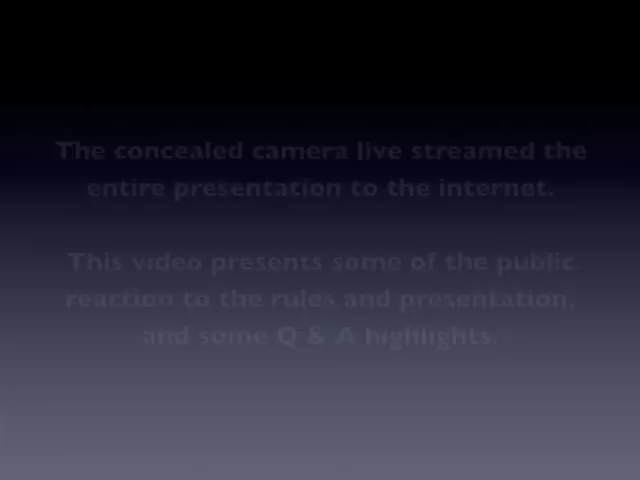 The concealed camera live streamed the
entire presentation to the internet.
This video presents some of the public
reaction to the rules and presentation,
and some Q & A highlights.